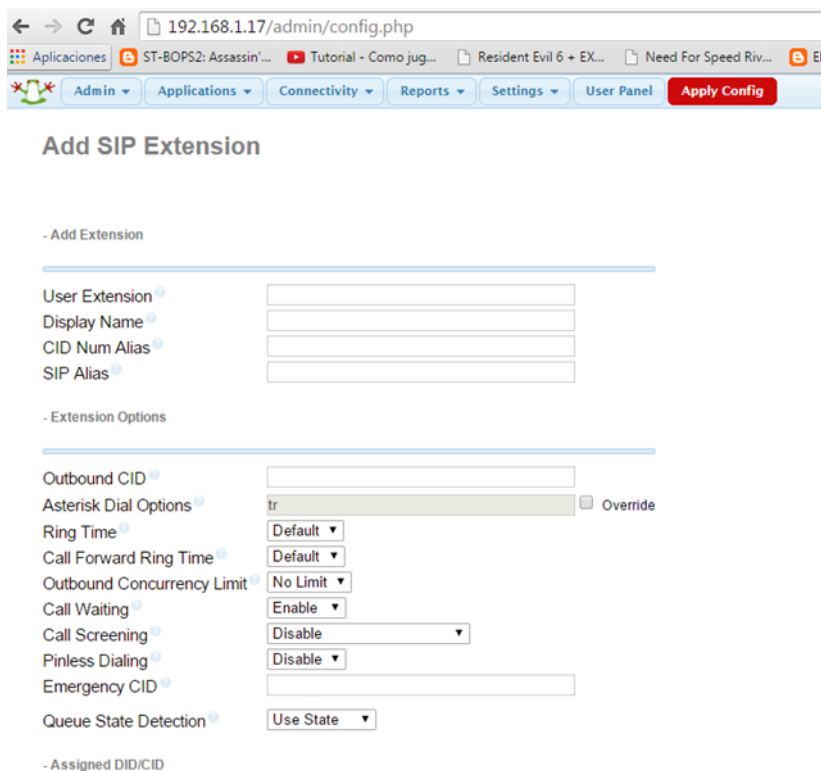 192.168.1.17/admin/config.php
Aplicaciones ST-BOPS2: Assassin'... Tutorial - Como jug... Resident Evil 6 + EX... Need For Speed Riv...
Admin Applications Connectivity Reports Settings User Panel Apply Config
Add SIP Extension
- Add Extension
User Extension
Display Name
CID Num Alias
SIP Alias
- Extension Options
Outbound CID
Asterisk Dial Options tr Override
Ring Time Default
Call Forward Ring Time Default
Outbound Concurrency Limit No Limit
Call Waiting Enable
Call Screening Disable
Pinless Dialing Disable
Emergency CID
Queue State Detection Use State
- Assigned DID/CID